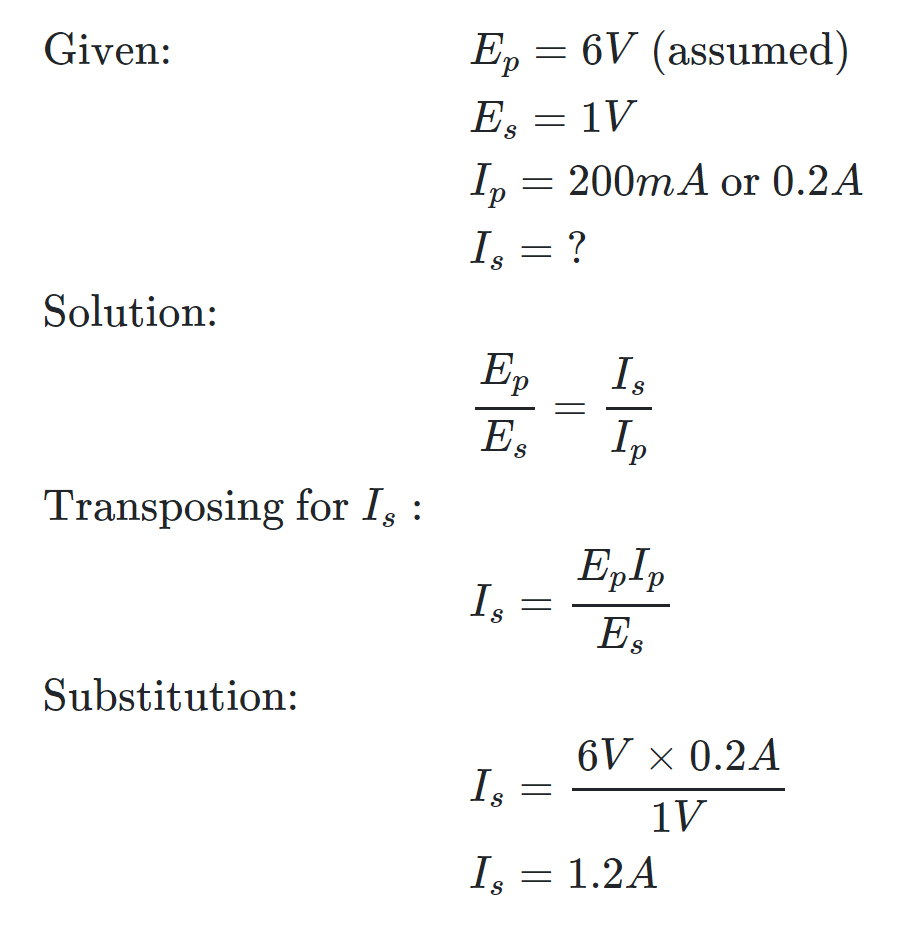 Given: E_p = 6V (assumed)
E_s = 1V
I_p = 200mA or 0.2A
I_s = ?
Solution:
\frac{E_p}{E_s} = \frac{I_s}{I_p}
Transposing for I_s :
I_s = \frac{E_p I_p}{E_s}
Substitution:
I_s = \frac{6V × 0.2A}{1V}
I_s = 1.2A